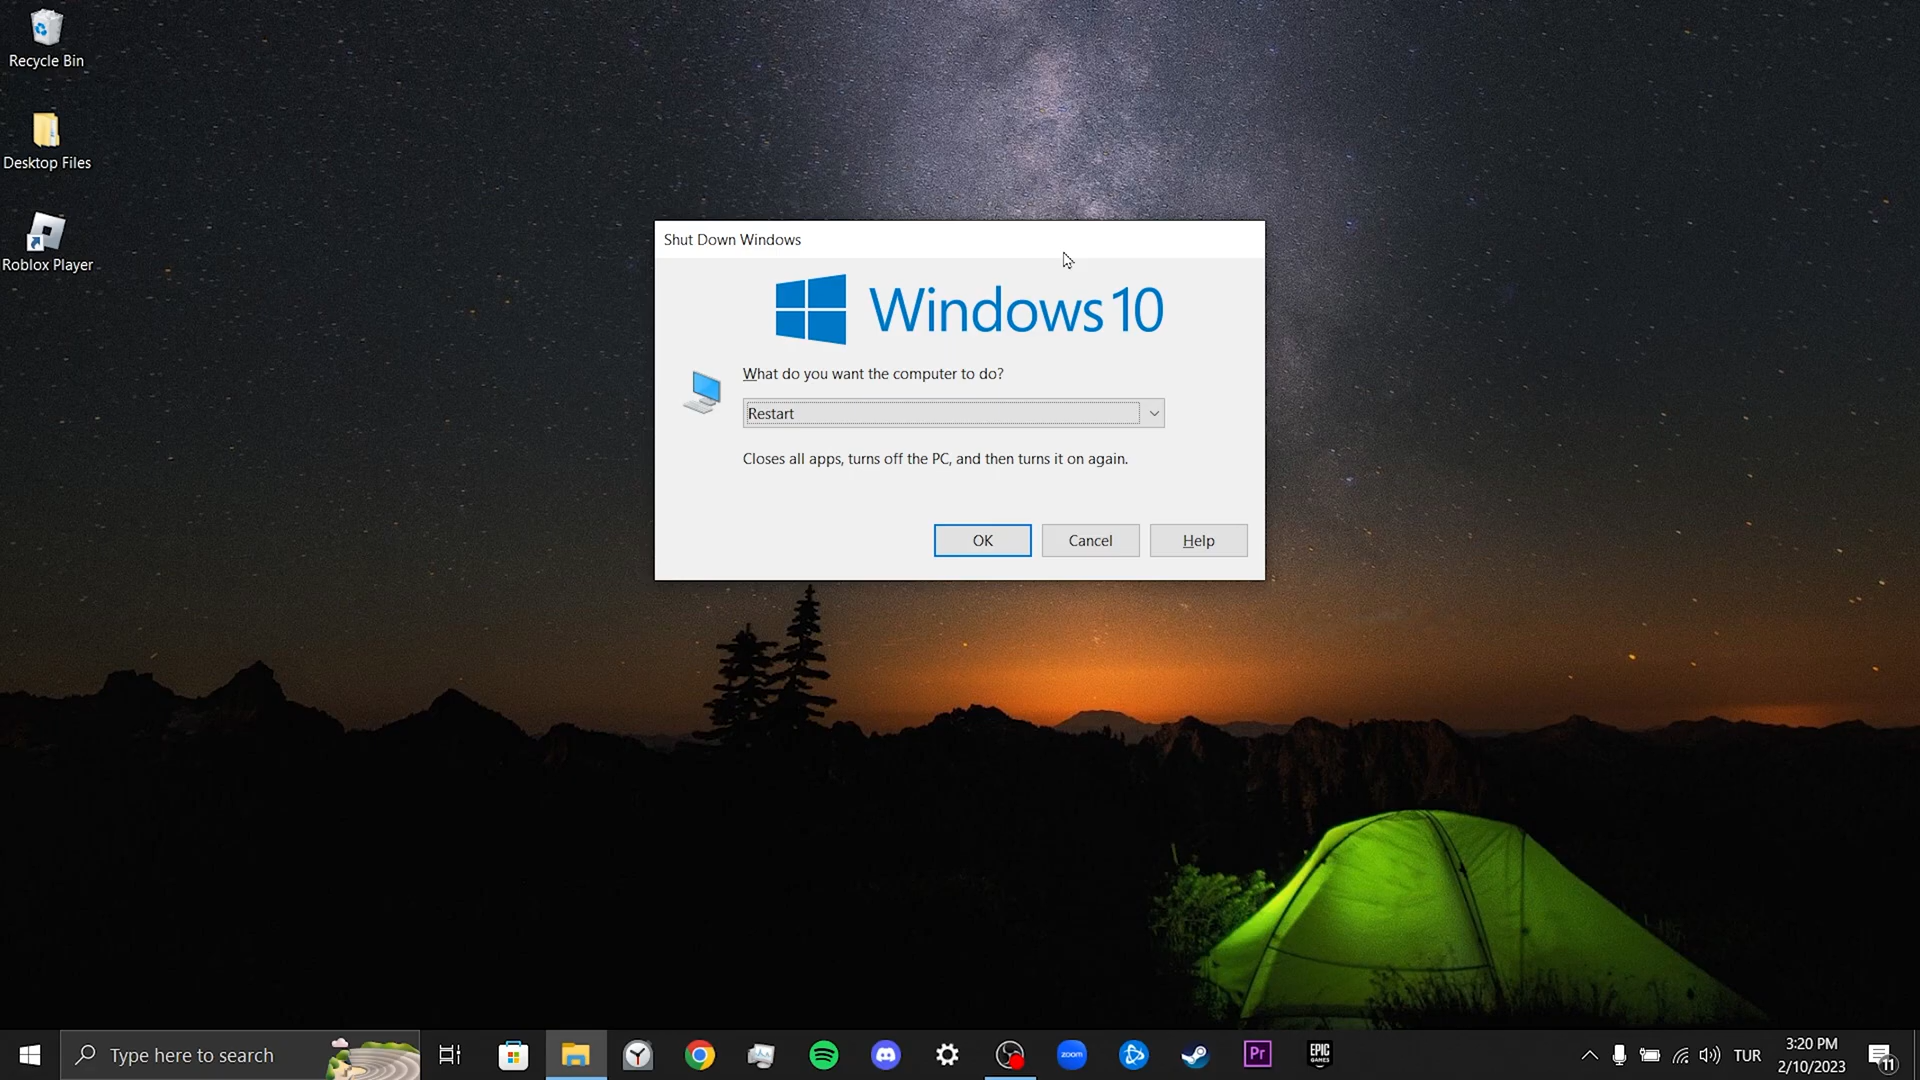 Recycle Bin
Desktop Files
Roblox Player
Shut Down Windows
Windows 10
What do you want the computer to do?
Restart
Closes all apps, turns off the PC, and then turns it on again.
OK
Cancel
Help
Type here to search
zoom
Pr
EPIC
GAMES
TUR
3:20 PM
2/10/2023
11